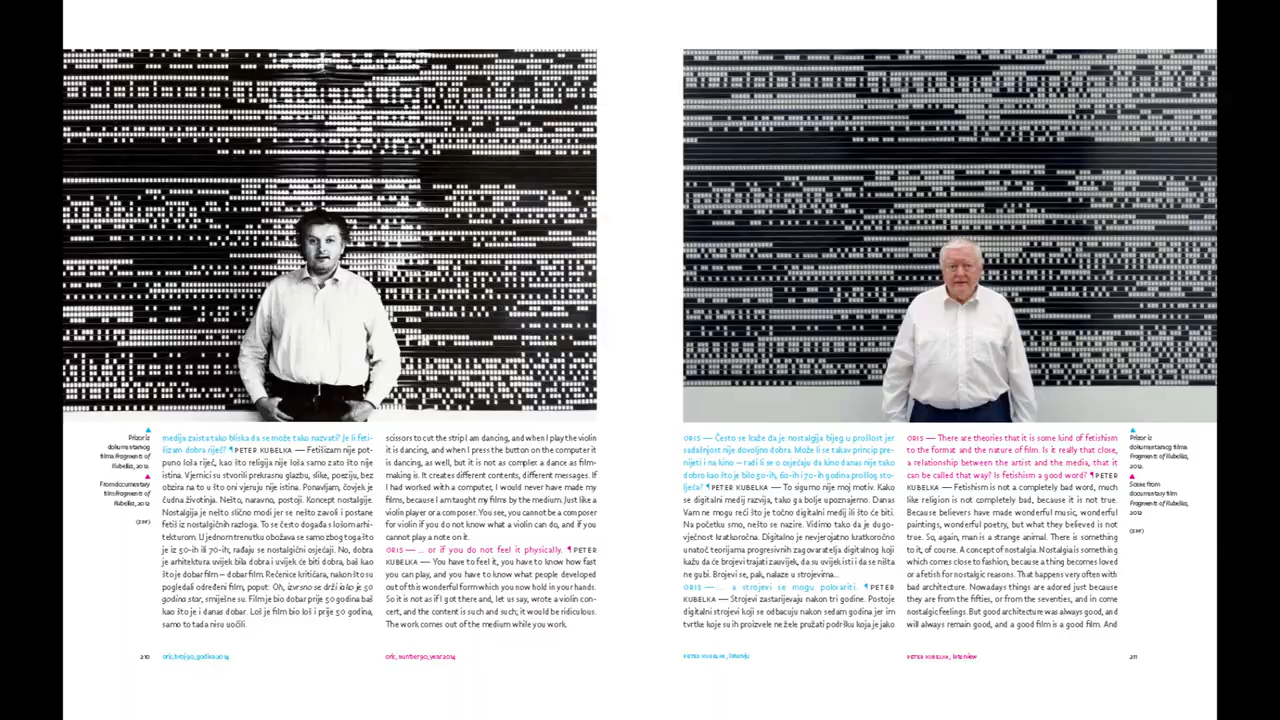 Prizor iz
dokumentarnog
filma Fragments of
Kubelka, 2012.
From documentary
film Fragments of
Kubelka, 2012
(SPF)
medija zaista tako bliska da se može tako nazvati? Je li feti-
šizam dobra riječ? ¶ PETER KUBELKA — Fetišizam nije pot-
puno loša riječ, kao što religija nije loša samo zato što nije
istina. Vjernici su stvorili prekrasnu glazbu, slike, poeziju, bez
obzira na to u što oni vjeruju nije istina. Ponavljam, čovjek je
čudna životinja. Nešto, naravno, postoji. Koncept nostalgije.
Nostalgija je nešto slično modi jer se nešto zavoli i postane
fetiš iz nostalgičnih razloga. To se često događa s lošom arhi-
tekturom. U jednom trenutku obožava se samo zbog toga što
je iz 50-ih ili 70-ih, rađaju se nostalgični osjećaji. No, dobra
je arhitektura uvijek bila dobra i uvijek će biti dobra, baš kao
što je dobar film — dobar film. Rečenice kritičara, nakon što su
pogledali određeni film, poput: Oh, izvrsno se drži iako je 50
godina star, smiješne su. Film je bio dobar prije 50 godina baš
kao što je i danas dobar. Loš je film bio loš i prije 50 godina,
samo to tada nisu uočili.
scissors to cut the strip I am dancing, and when I play the violin
it is dancing, and when I press the button on the computer it
is dancing, as well, but it is not as complex a dance as film-
making is. It creates different contents, different messages. If
I had worked with a computer, I would never have made my
films, because I am taught my films by the medium. Just like a
violin player or a composer. You see, you cannot be a composer
for violin if you do not know what a violin can do, and if you
cannot play a note on it.
ORIS — ... or if you do not feel it physically. ¶ PETER
KUBELKA — You have to feel it, you have to know how fast
you can play, and you have to know what people developed
out of this wonderful form which you now hold in your hands.
So it is not as if I got there and, let us say, wrote a violin con-
cert, and the content is such and such, it would be ridiculous.
The work comes out of the medium while you work.
210
oris, broj 90, godina 2014
oris, number 90, year 2014
ORIS — Često se kaže da je nostalgija bijeg u prošlost jer
sadašnjost nije dovoljno dobra. Može li se takav princip pre-
nijeti i na kino — radi li se o osjećaju da kino danas nije tako
dobro kao što je bilo 50-ih, 60-ih i 70-ih godina prošlog sto-
ljeća? ¶ PETER KUBELKA — To sigurno nije moj motiv. Kako
se digitalni medij razvija, tako ga bolje upoznajemo. Danas
Vam ne mogu reći što je točno digitalni medij ili što će biti.
Na početku smo, nešto se nazire. Vidimo tako da je dugo-
vječnost kratkoročna. Digitalno je nevjerojatno kratkoročno
unatoč teorijama progresivnih zagovaratelja digitalnog koji
kažu da će brojevi trajati zauvijek, da su uvijek isti i da se ništa
ne gubi. Brojevi se, pak, nalaze u strojevima...
ORIS — ... a strojevi se mogu pokvariti. ¶ PETER
KUBELKA — Strojevi zastarijevaju nakon tri godine. Postoje
digitalni strojevi koji se odbacuju nakon sedam godina jer im
tvrtke koje su ih proizvele ne žele pružati podršku koja je jako
ORIS — There are theories that it is some kind of fetishism
to the format and the nature of film. Is it really that close,
a relationship between the artist and the media, that it
can be called that way? Is fetishism a good word? ¶ PETER
KUBELKA — Fetishism is not a completely bad word, much
like religion is not completely bad, because it is not true.
Because believers have made wonderful music, wonderful
paintings, wonderful poetry, but what they believed is not
true. So, again, man is a strange animal. There is something
to it, of course. A concept of nostalgia. Nostalgia is something
which comes close to fashion, because a thing becomes loved
or a fetish for nostalgic reasons. That happens very often with
bad architecture. Nowadays things are adored just because
they are from the fifties, or from the seventies, and in come
nostalgic feelings. But good architecture was always good, and
will always remain good, and a good film is a good film. And
Prizor iz
dokumentarnog filma
Fragments of Kubelka,
2012.
Scene from
documentary film
Fragments of Kubelka,
2012
(SPF)
PETER KUBELKA, intervju
PETER KUBELKA, interview
211